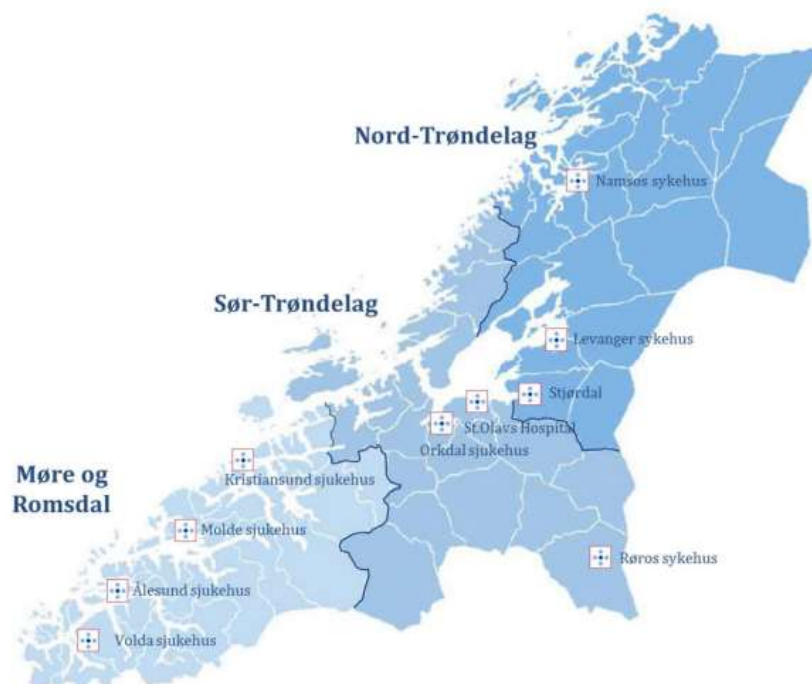 Nord-Trøndelag
Namsos sykehus
Sør-Trøndelag
Levanger sykehus
Stjørdal
St.Olavs Hospital
Orkdal sjukehus
Møre og
Romsdal
Kristiansund sjukehus
Molde sjukehus
Røros sykehus
Ålesund sjukehus
Volda sjukehus